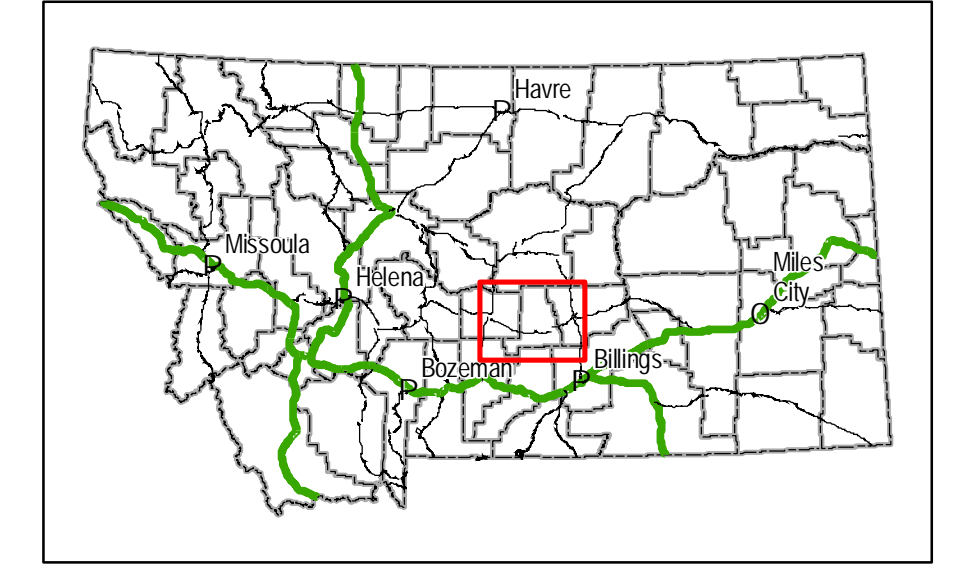 Havre
P
Missoula
P
Helena
P
Miles
City
O
Billings
P
Bozeman
P